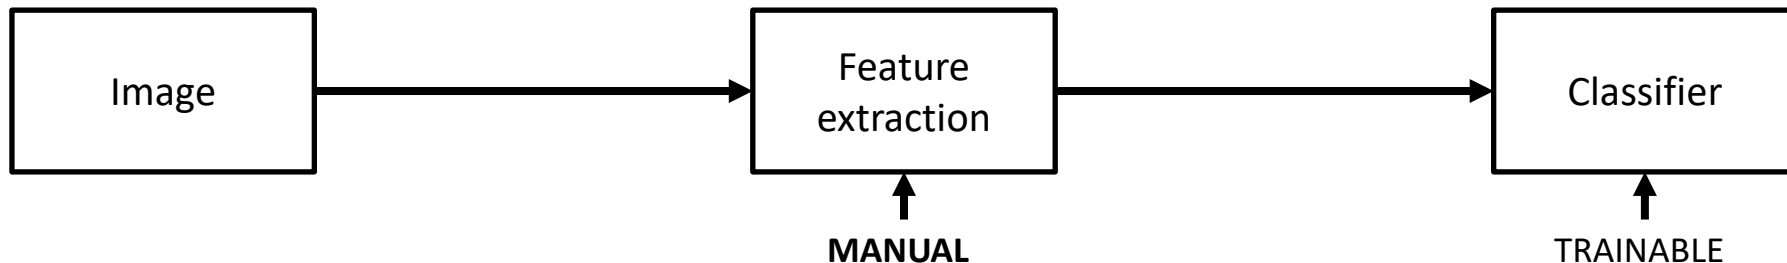 Image
Feature
extraction
Classifier
MANUAL
TRAINABLE